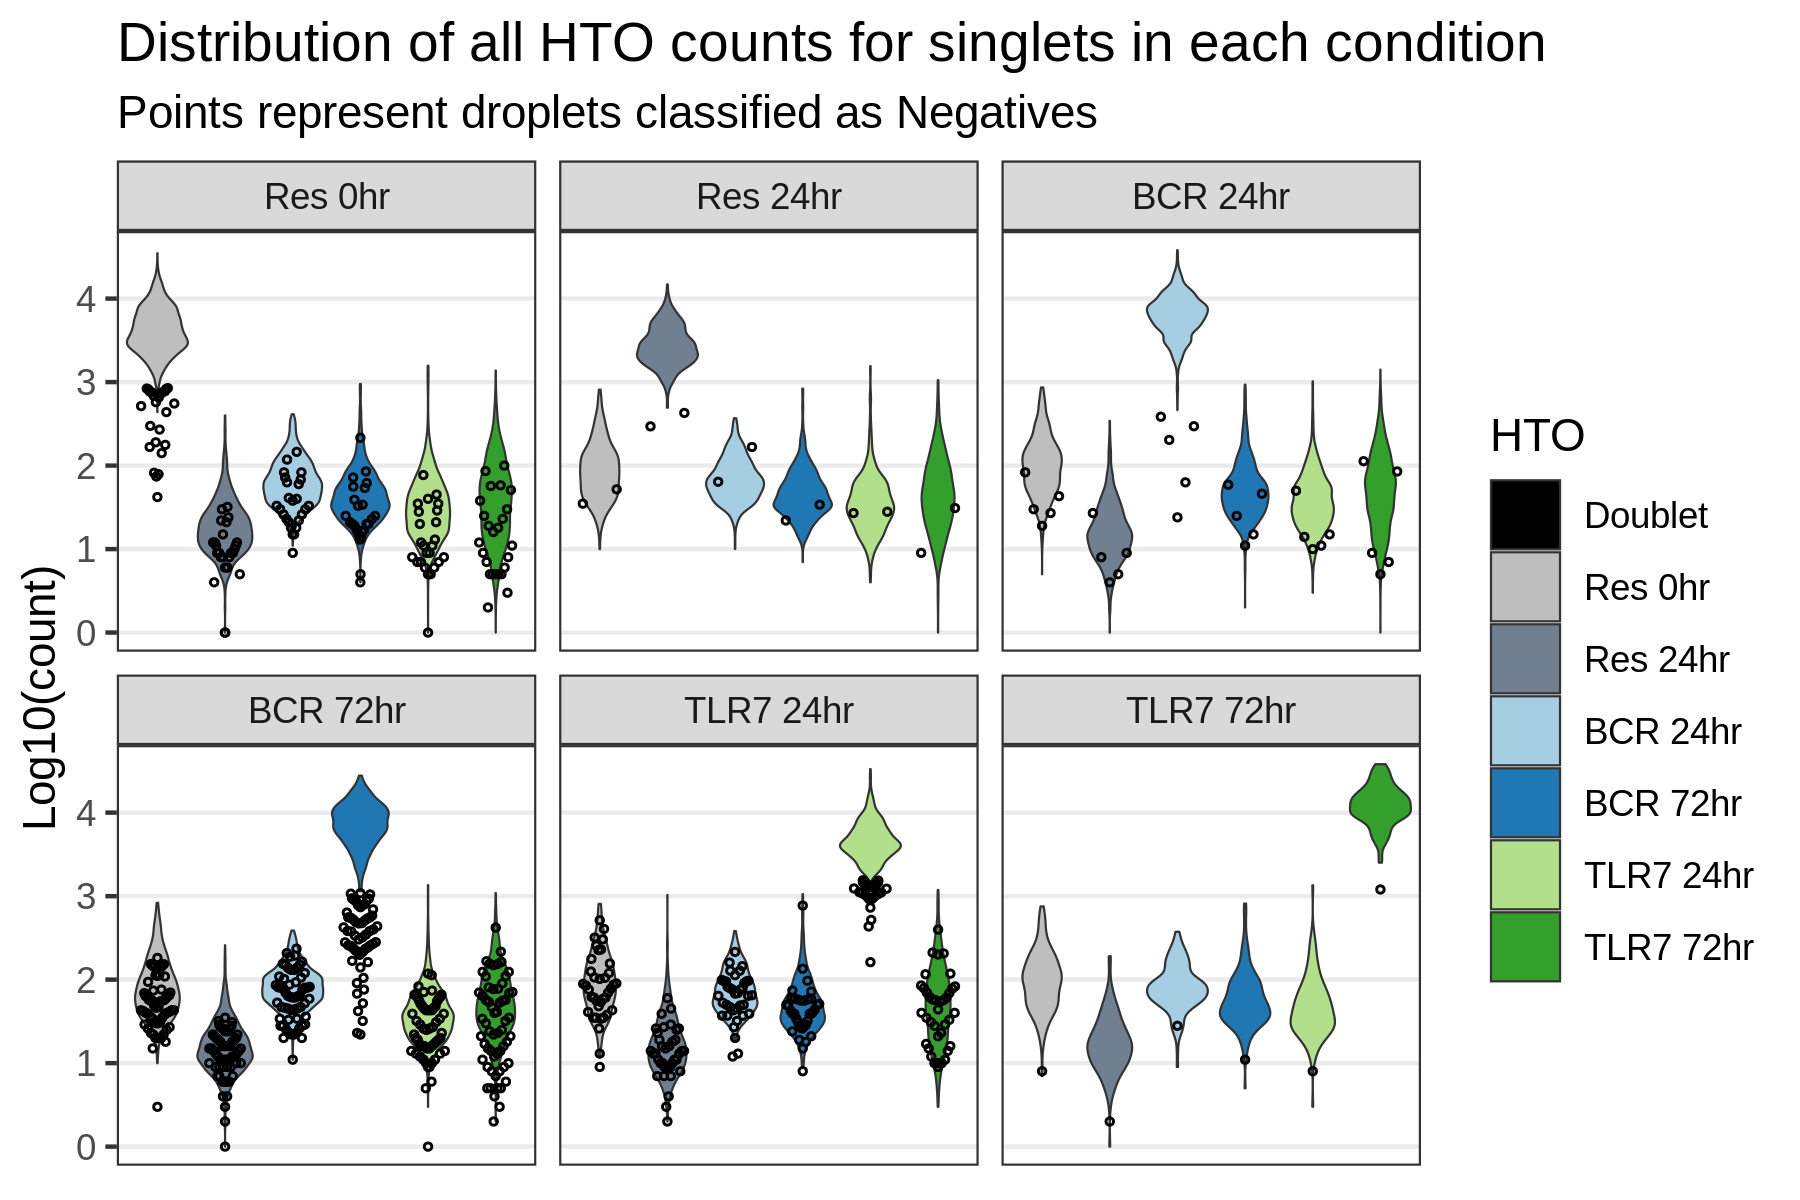 Distribution of all HTO counts for singlets in each condition
Points represent droplets classified as Negatives
Res 0hr
Res 24hr
BCR 24hr
4
3
2
1
0
BCR 72hr
TLR7 24hr
TLR7 72hr
4
3
2
1
0
Log10(count)
HTO
Doublet
Res 0hr
Res 24hr
BCR 24hr
BCR 72hr
TLR7 24hr
TLR7 72hr